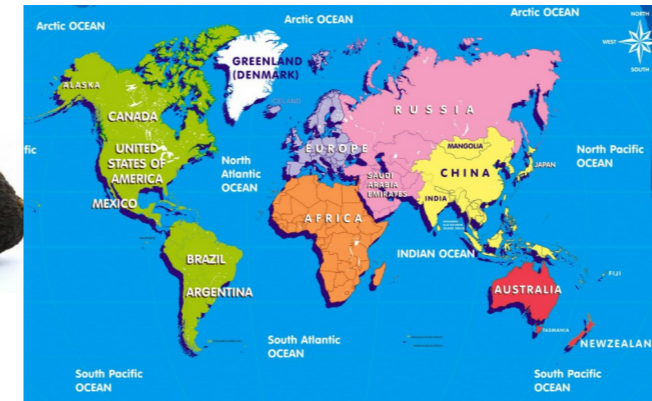 Arctic OCEAN
Arctic OCEAN
Arctic OCEAN
NORTH
WEST
SOUTH
GREENLAND
(DENMARK)
ALASKA
ICELAND
RUSSIA
CANADA
EUROPE
MANGOLIA
fic
UNITED
STATES OF
AMERICA
North
Atlantic
OCEAN
North Pacific
OCEAN
JAPAN
CHINA
SAUDI
ARABIA
EMIRATES
INDIA
MEXICO
AFRICA
INDIAN OCEAN
BRAZIL
FIJI
ARGENTINA
AUSTRALIA
TASMANIA
South Atlantic
OCEAN
NEWZEALAN
South Pacific
OCEAN
South Pacific
OCEAN